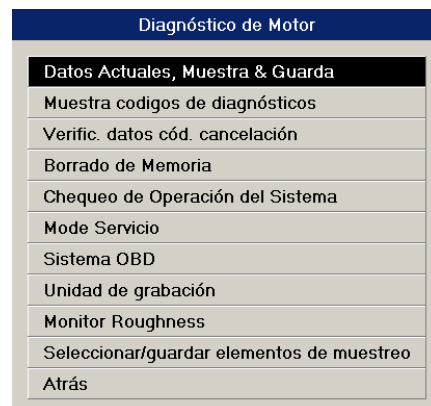 Diagnóstico de Motor
Datos Actuales, Muestra & Guarda
Muestra codigos de diagnósticos
Verific. datos cód. cancelación
Borrado de Memoria
Chequeo de Operación del Sistema
Mode Servicio
Sistema OBD
Unidad de grabación
Monitor Roughness
Seleccionar/guardar elementos de muestreo
Atrás